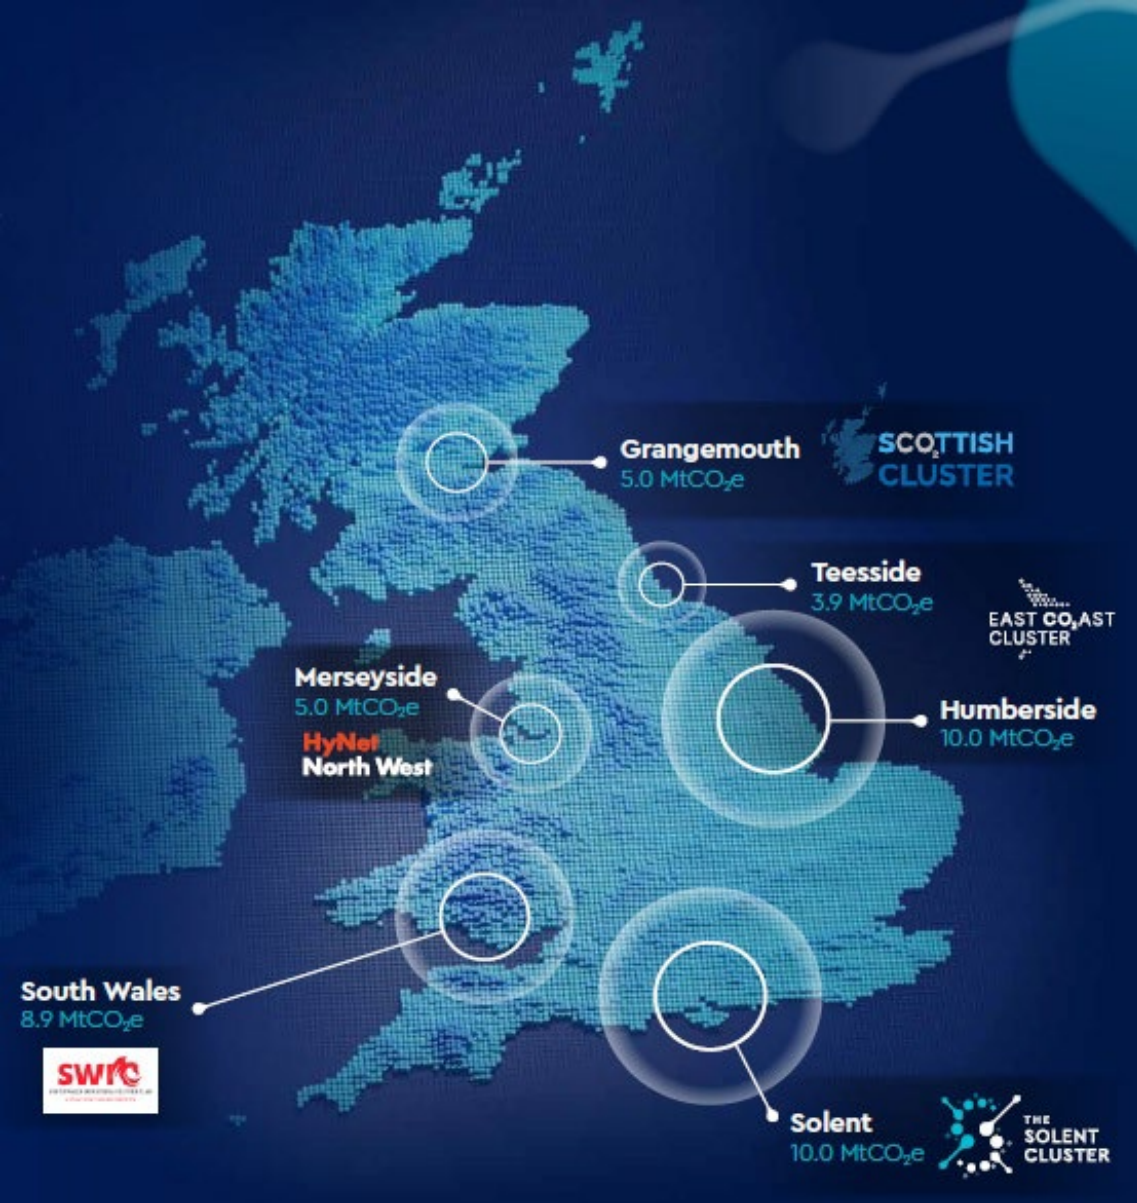 Grangemouth
5.0 MtCO₂e
SCO₂TTISH
CLUSTER
Teesside
3.9 MtCO₂e
EAST CO₂AST
CLUSTER
Merseyside
5.0 MtCO₂e
HyNet
North West
Humberside
10.0 MtCO₂e
South Wales
8.9 MtCO₂e
SWIC
Solent
10.0 MtCO₂e
THE
SOLENT
CLUSTER